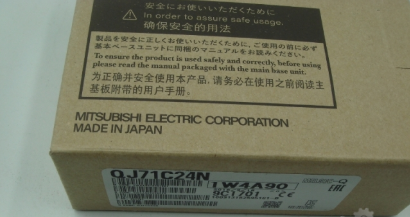 安全にお使いいただくために
In order to assure safe usage.
确保安全的用法
製品を正しくお使いいただくために、ご使用の前に必ず
基本ベースユニットに同梱のマニュアルをお読みください。
To ensure the product is used safely and correctly, before using
please read the manual packaged with the main base unit.
为正确并安全使用本产品,请务必在使用之前阅读主
基板附带的用户手册.
MITSUBISHI ELECTRIC CORPORATION
MADE IN JAPAN
QJ71C24N
1W4A90